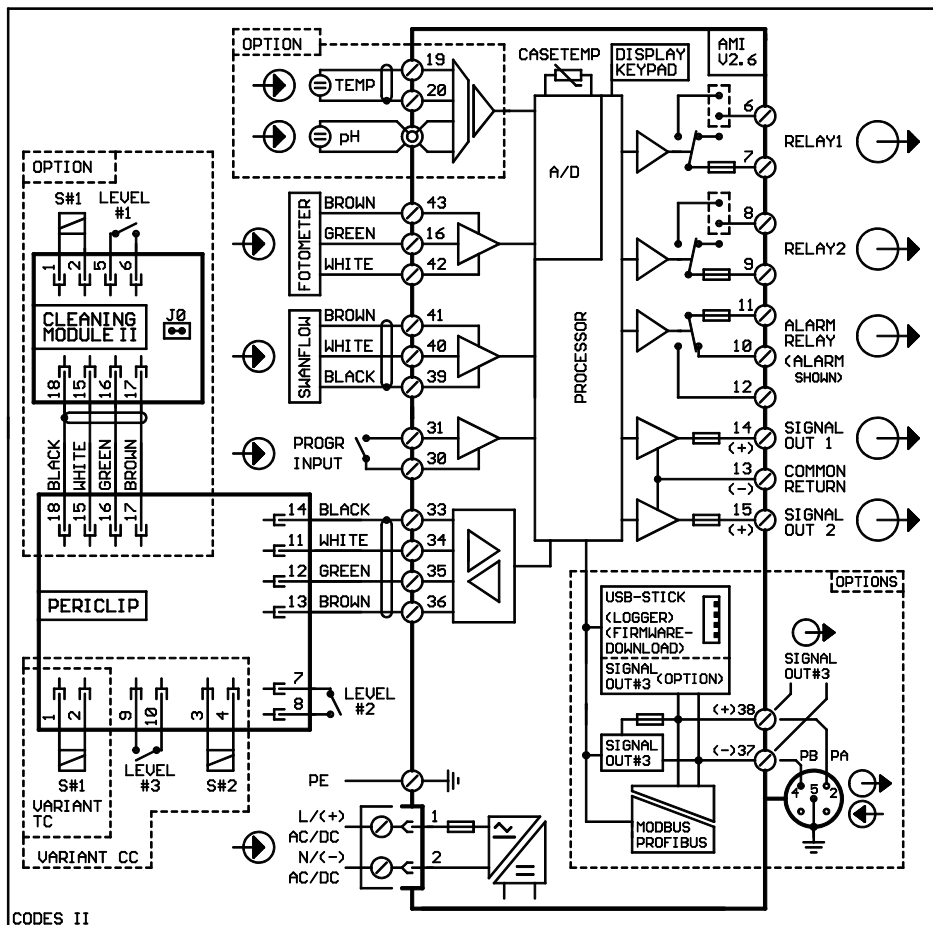 OPTION
TEMP
pH
19
20
CASETEMP
DISPLAY
KEYPAD
AMI
V2.6
A/D
PROCESSOR
6
7
RELAY1
8
9
RELAY2
11
10
12
ALARM
RELAY
(ALARM
SHOWN)
14
(+)
SIGNAL
OUT 1
13
(-)
COMMON
RETURN
15
(+)
SIGNAL
OUT 2
OPTION
S#1
LEVEL
#1
1
2
5
6
CLEANING
MODULE II
J0
18
15
16
17
BLACK
WHITE
GREEN
BROWN
18
15
16
17
FOTOMETER
BROWN
GREEN
WHITE
43
16
42
SWANFLOW
BROWN
WHITE
BLACK
41
40
39
PROGR
INPUT
31
30
14
BLACK
33
11
WHITE
34
12
GREEN
35
13
BROWN
36
PERICLIP
7
8
LEVEL
#2
1
2
9
10
3
4
S#1
LEVEL
#3
S#2
VARIANT
TC
VARIANT CC
PE
L/(+)
AC/DC
N/(-)
AC/DC
1
2
OPTIONS
USB-STICK
(LOGGER)
(FIRMWARE-
DOWNLOAD)
SIGNAL
OUT#3 (OPTION)
SIGNAL
OUT#3
(+)38
(-)37
SIGNAL
OUT#3
MODBUS
PROFIBUS
PB
PA
4
5
2
CODES II